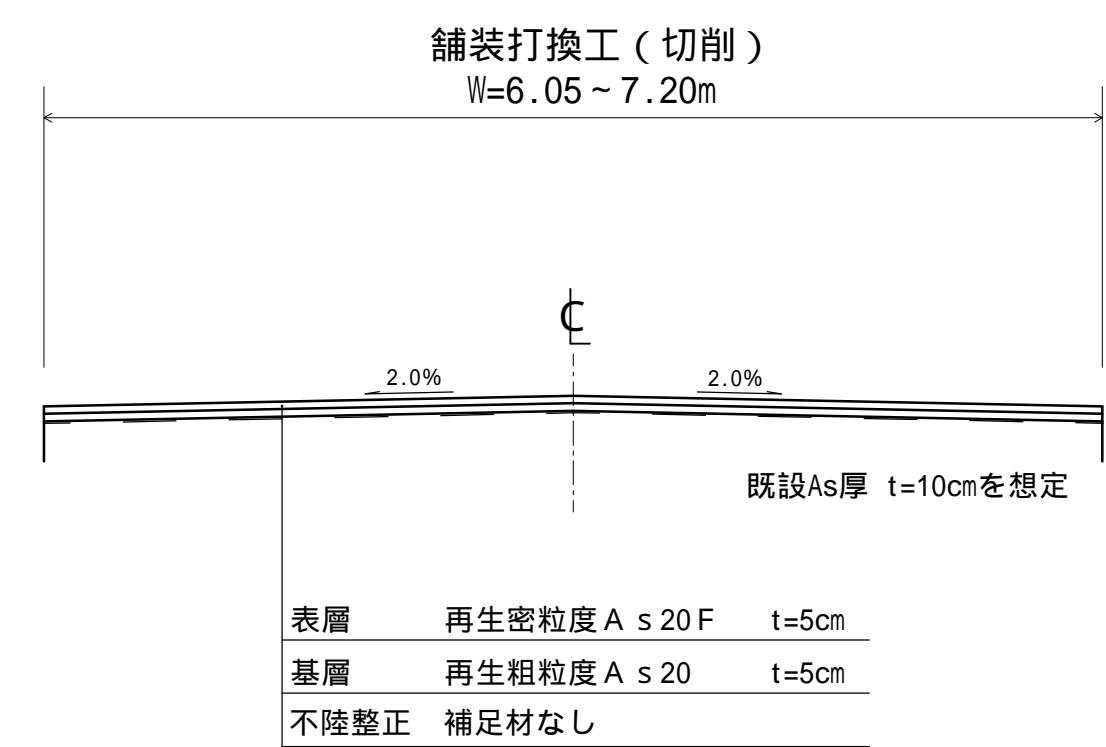 舗装打換工（切削）
W=6.05～7.20m
℄
2.0%
2.0%
既設As厚 t=10cmを想定
表層 再生密粒度Ａｓ20Ｆ t=5cm
基層 再生粗粒度Ａｓ20 t=5cm
不陸整正 補足材なし